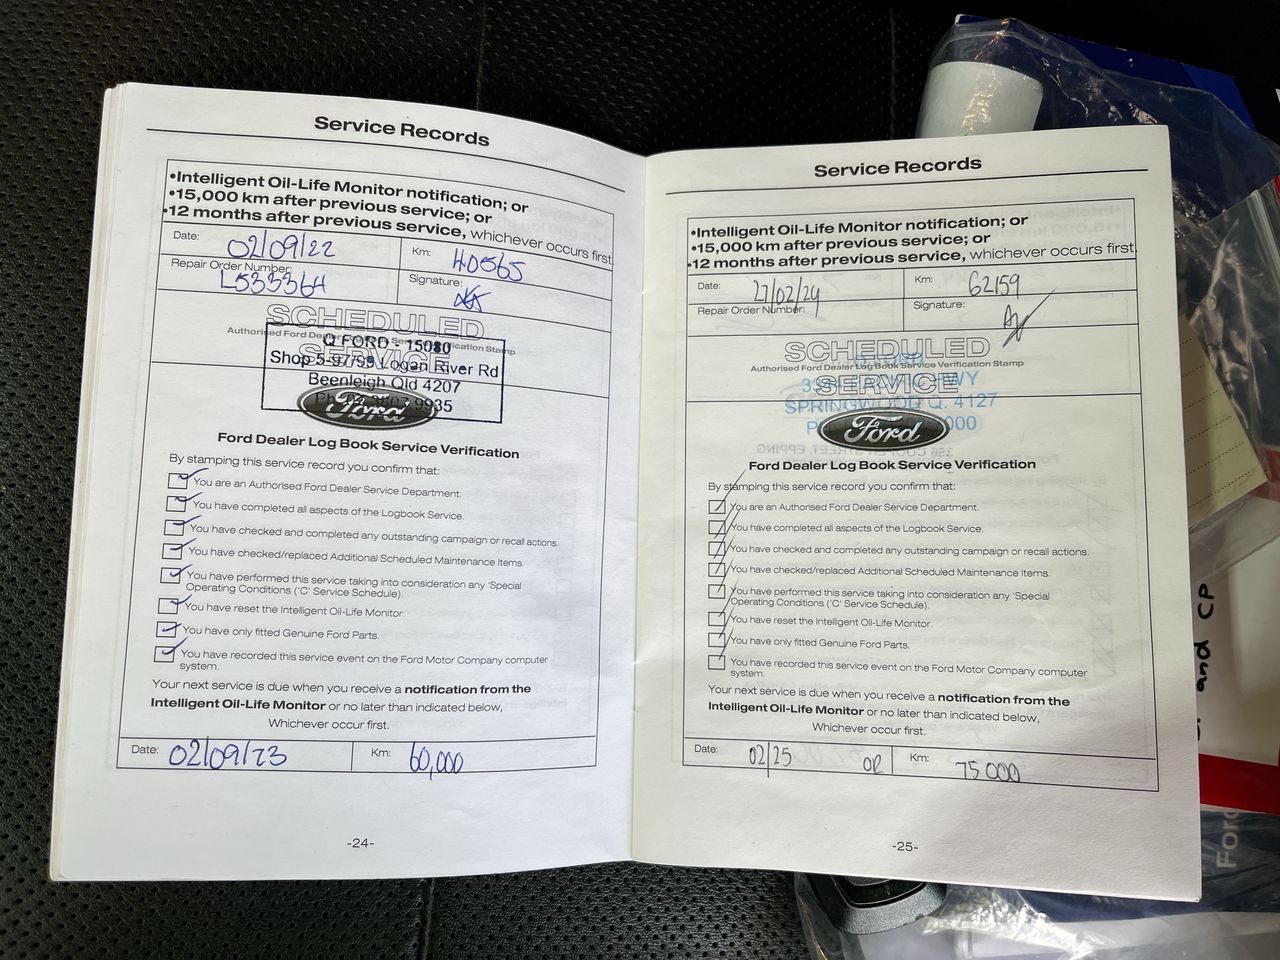 Service Records
•Intelligent Oil-Life Monitor notification; or
•15,000 km after previous service; or
•12 months after previous service, whichever occurs first
Date: 02/09/22 Km:
Repair Order Number: Signature:
SCHEDULED
SERVICE
Authorised Ford Dealer Log Book Service Verification Stamp
Q FORD - 15080
Shop 5-97/99 Logan River Rd
Beenleigh Qld 4207
Ford
Ford Dealer Log Book Service Verification
By stamping this service record you confirm that:
You are an Authorised Ford Dealer Service Department.
You have completed all aspects of the Logbook Service.
You have checked and completed any outstanding campaign or recall actions.
You have checked/replaced Additional Scheduled Maintenance Items.
You have performed this service taking into consideration any 'Special
Operating Conditions ('C' Service Schedule).
You have reset the Intelligent Oil-Life Monitor.
You have only fitted Genuine Ford Parts.
You have recorded this service event on the Ford Motor Company computer
system.
Your next service is due when you receive a notification from the
Intelligent Oil-Life Monitor or no later than indicated below,
Whichever occur first.
Date: 02/09/23 Km: 60,000
-24-
Service Records
•Intelligent Oil-Life Monitor notification; or
•15,000 km after previous service; or
•12 months after previous service, whichever occurs first.
Date: 27/02/24 Km: 62159
Repair Order Number: Signature:
SCHEDULED
Authorised Ford Dealer Log Book Service Verification Stamp
SERVICE
SPRINGWOOD Q. 4127
Ford
Ford Dealer Log Book Service Verification
By stamping this service record you confirm that:
You are an Authorised Ford Dealer Service Department.
You have completed all aspects of the Logbook Service.
You have checked and completed any outstanding campaign or recall actions.
You have checked/replaced Additional Scheduled Maintenance Items.
You have performed this service taking into consideration any 'Special
Operating Conditions ('C' Service Schedule).
You have reset the Intelligent Oil-Life Monitor.
You have only fitted Genuine Ford Parts.
You have recorded this service event on the Ford Motor Company computer
system.
Your next service is due when you receive a notification from the
Intelligent Oil-Life Monitor or no later than indicated below,
Whichever occur first.
Date: 02/25 OR Km: 75000
-25-
and CP